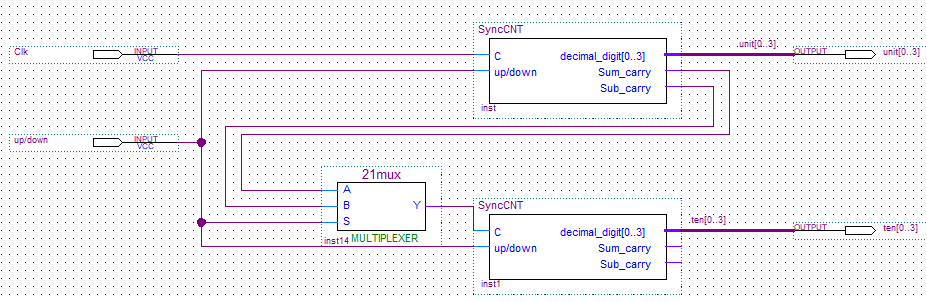 SyncCNT
Clk INPUT VCC
C decimal_digit[0..3] unit[0..3] OUTPUT unit[0..3]
up/down Sum_carry
Sub_carry
inst
up/down INPUT VCC
21mux
A
B Y
S
inst14 MULTIPLEXER
SyncCNT
C decimal_digit[0..3] ten[0..3] OUTPUT ten[0..3]
up/down Sum_carry
Sub_carry
inst1